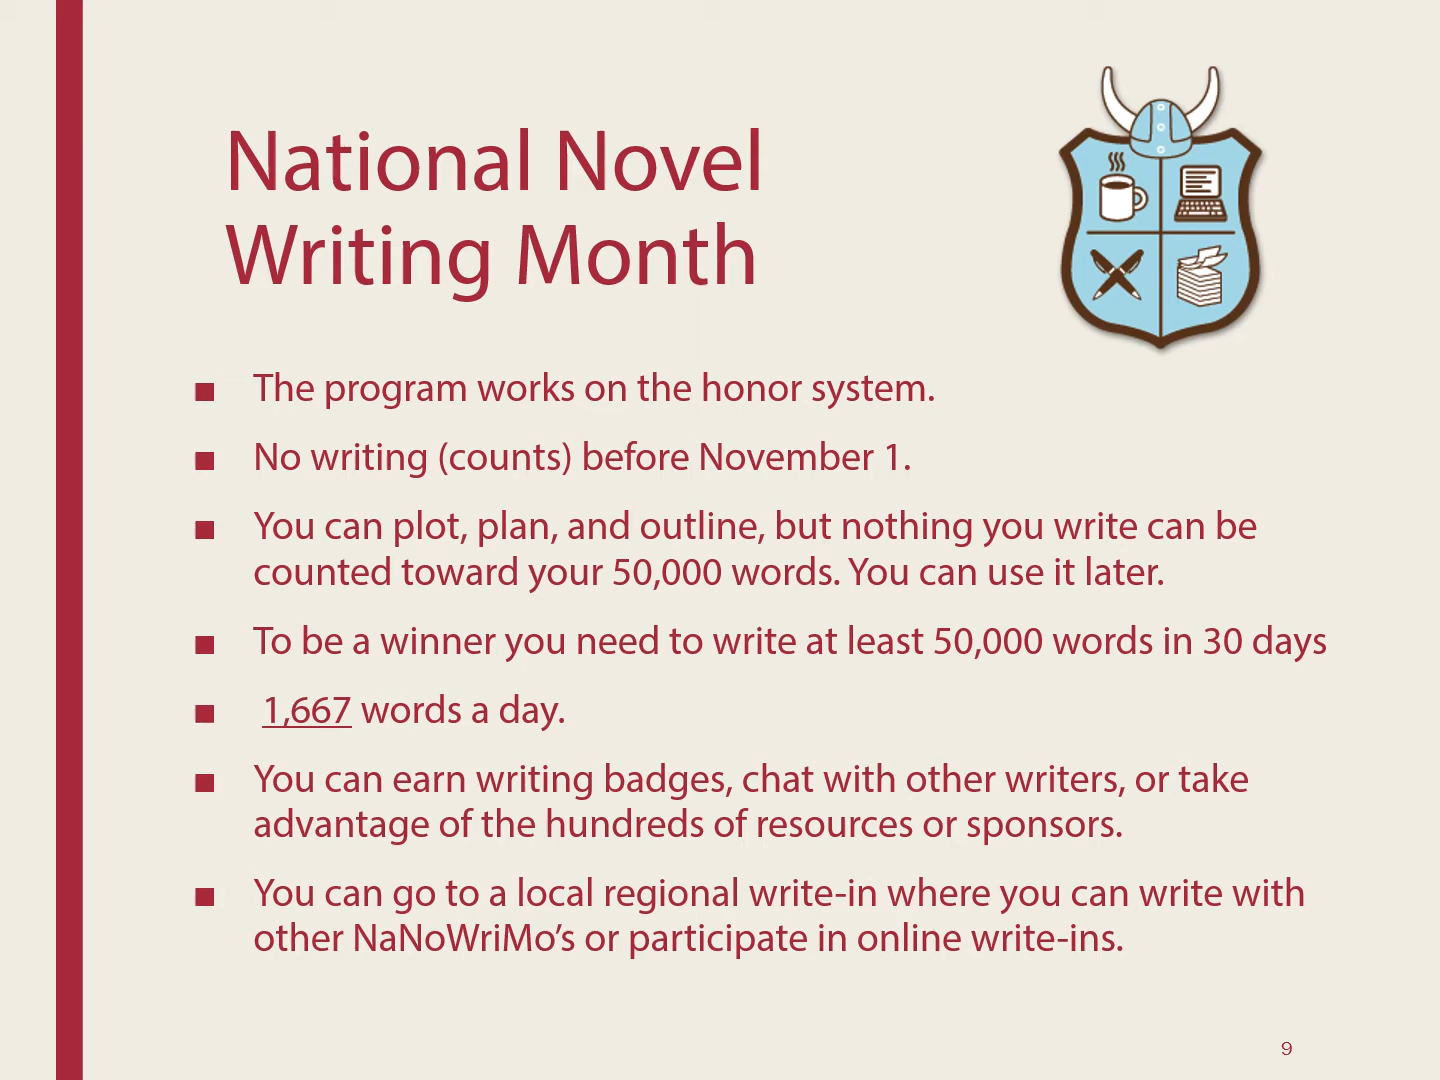 National Novel
Writing Month
■ The program works on the honor system.
■ No writing (counts) before November 1.
■ You can plot, plan, and outline, but nothing you write can be
counted toward your 50,000 words. You can use it later.
■ To be a winner you need to write at least 50,000 words in 30 days
■ 1,667 words a day.
■ You can earn writing badges, chat with other writers, or take
advantage of the hundreds of resources or sponsors.
■ You can go to a local regional write-in where you can write with
other NaNoWriMo’s or participate in online write-ins.
9